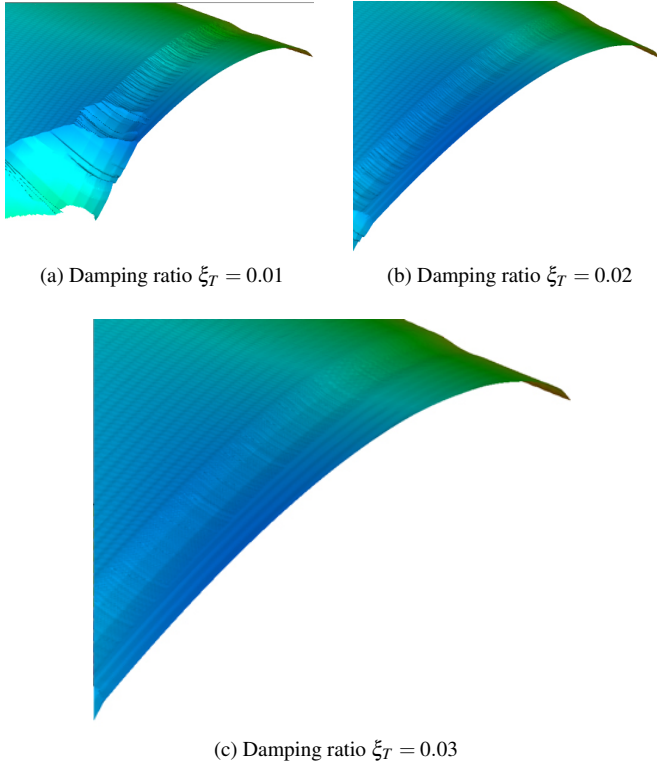 (a) Damping ratio ξ_T = 0.01
(b) Damping ratio ξ_T = 0.02
(c) Damping ratio ξ_T = 0.03